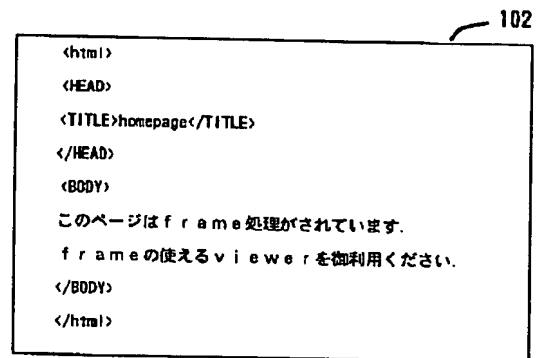 102
<html>
<HEAD>
<TITLE>homepage</TITLE>
</HEAD>
<BODY>
このページはｆｒａｍｅ処理がされています.
ｆｒａｍｅの使えるｖｉｅｗｅｒを御利用ください.
</BODY>
</html>